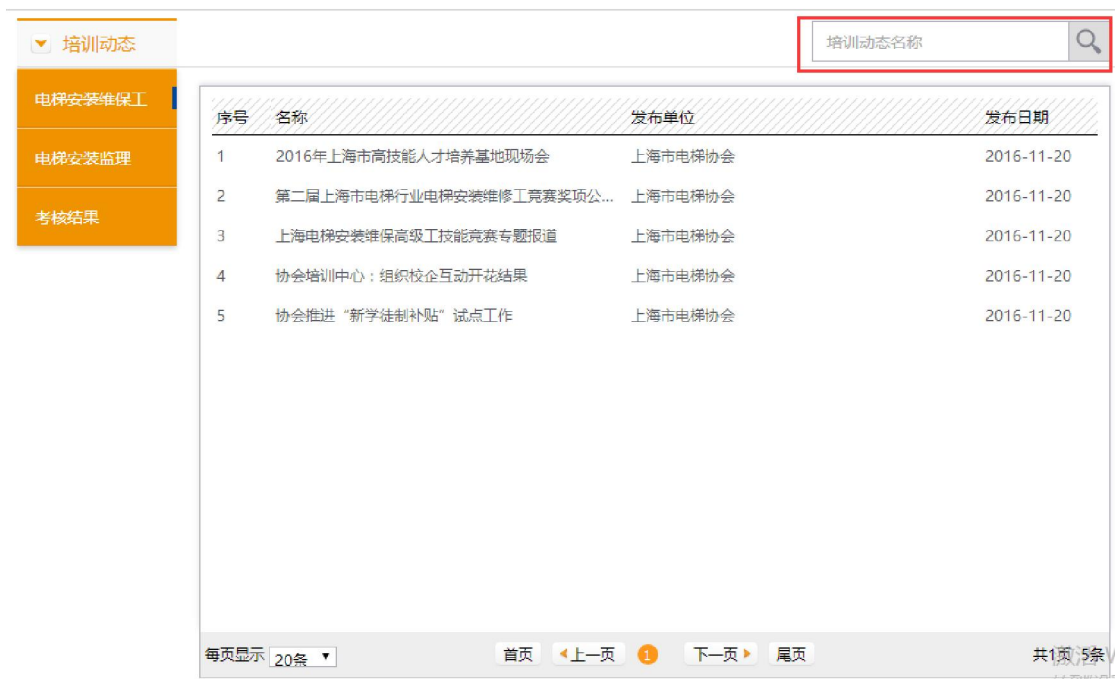 培训动态
培训动态名称
电梯安装维保工
电梯安装监理
考核结果
序号 名称 发布单位 发布日期
1 2016年上海市高技能人才培养基地现场会 上海市电梯协会 2016-11-20
2 第二届上海市电梯行业电梯安装维修工竞赛奖项公... 上海市电梯协会 2016-11-20
3 上海电梯安装维保高级工技能竞赛专题报道 上海市电梯协会 2016-11-20
4 协会培训中心：组织校企互动开花结果 上海市电梯协会 2016-11-20
5 协会推进“新学徒制补贴”试点工作 上海市电梯协会 2016-11-20
每页显示 20条 首页 上一页 1 下一页 尾页 共1页 5条
激活 W